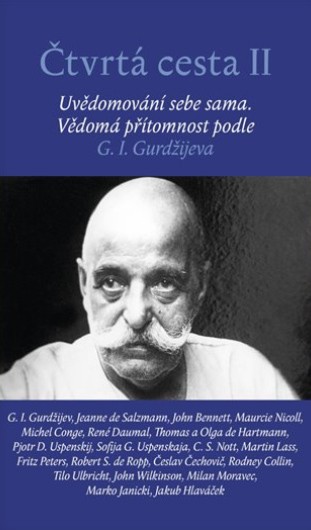 Čtvrtá cesta II
Uvědomování sebe sama.
Vědomá přítomnost podle
G. I. Gurdžijeva
G. I. Gurdžijev, Jeanne de Salzmann, John Bennett, Maurcie Nicoll,
Michel Conge, René Daumal, Thomas a Olga de Hartmann,
Pjotr D. Uspenskij, Sofija G. Uspenskaja, C. S. Nott, Martin Lass,
Fritz Peters, Robert S. de Ropp, Česlav Čechovič, Rodney Collin,
Tilo Ulbricht, John Wilkinson, Milan Moravec,
Marko Janicki, Jakub Hlaváček